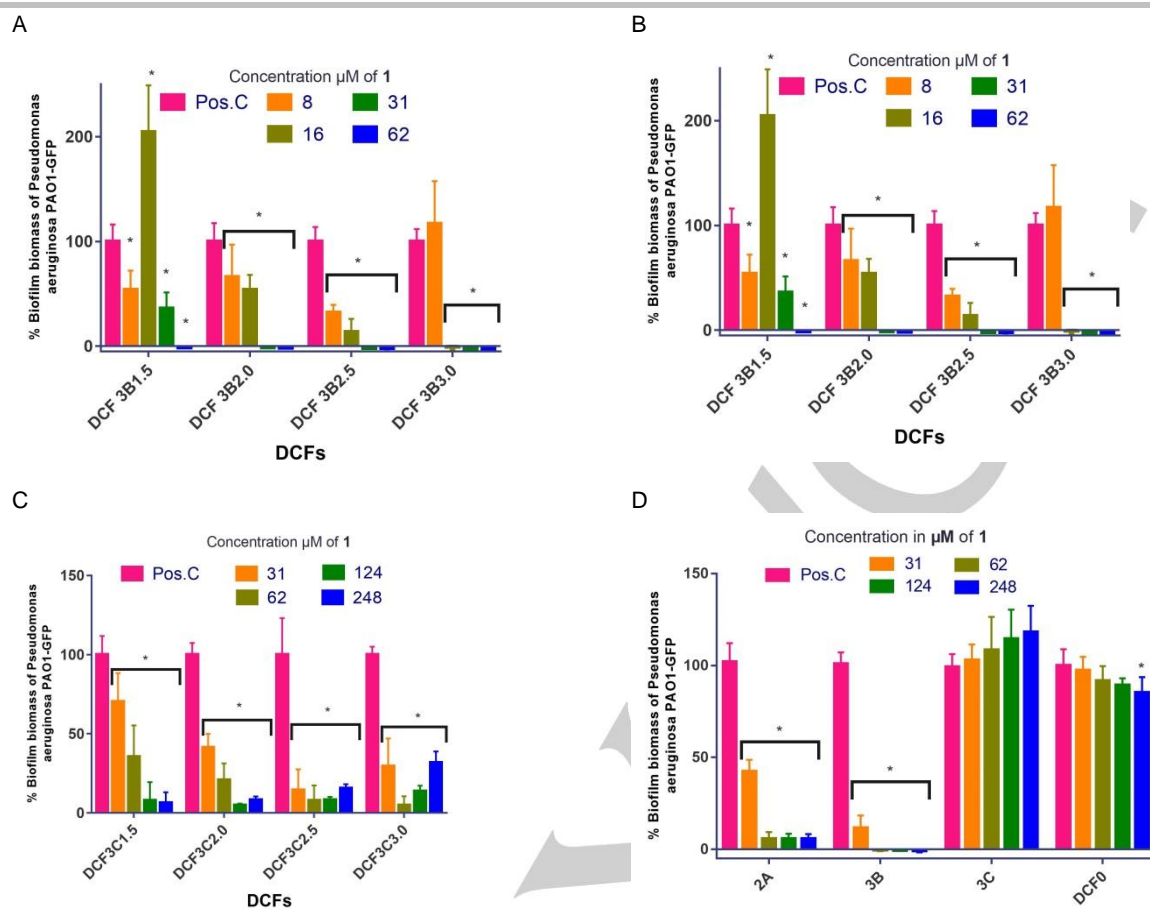 A
Concentration µM of 1
Pos.C 8 31
16 62
% Biofilm biomass of Pseudomonas
aeruginosa PAO1-GFP
200
100
0
*
*
*
*
*
*
*
DCF 3B1.5
DCF 3B2.0
DCF 3B2.5
DCF 3B3.0
DCFs
B
Concentration µM of 1
Pos.C 8 31
16 62
% Biofilm biomass of Pseudomonas
aeruginosa PAO1-GFP
200
100
0
*
*
*
*
*
*
*
DCF 3B1.5
DCF 3B2.0
DCF 3B2.5
DCF 3B3.0
DCFs
C
Concentration µM of 1
Pos.C 31 124
62 248
% Biofilm biomass of Pseudomonas
aeruginosa PAO1-GFP
150
100
50
0
*
*
*
*
DCF3C1.5
DCF3C2.0
DCF3C2.5
DCF3C3.0
DCFs
D
Concentration in µM of 1
Pos.C 31 62
124 248
% Biofilm biomass of Pseudomonas
aeruginosa PAO1-GFP
150
100
50
0
*
*
*
2A
3B
3C
DCF0